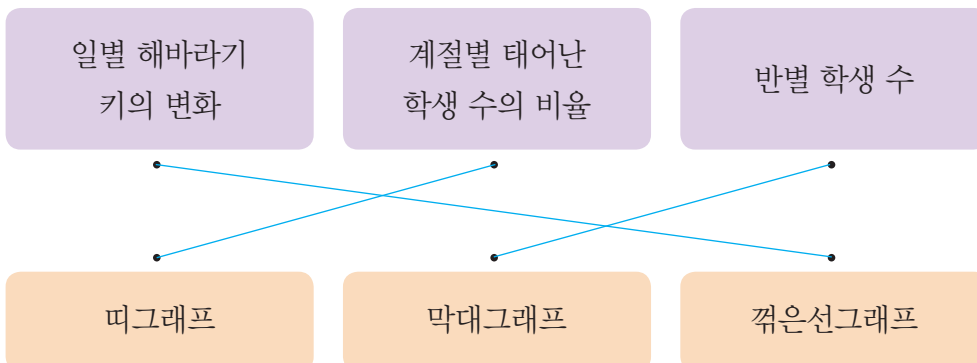 일별 해바라기
키의 변화
계절별 태어난
학생 수의 비율
반별 학생 수
띠그래프
막대그래프
꺾은선그래프